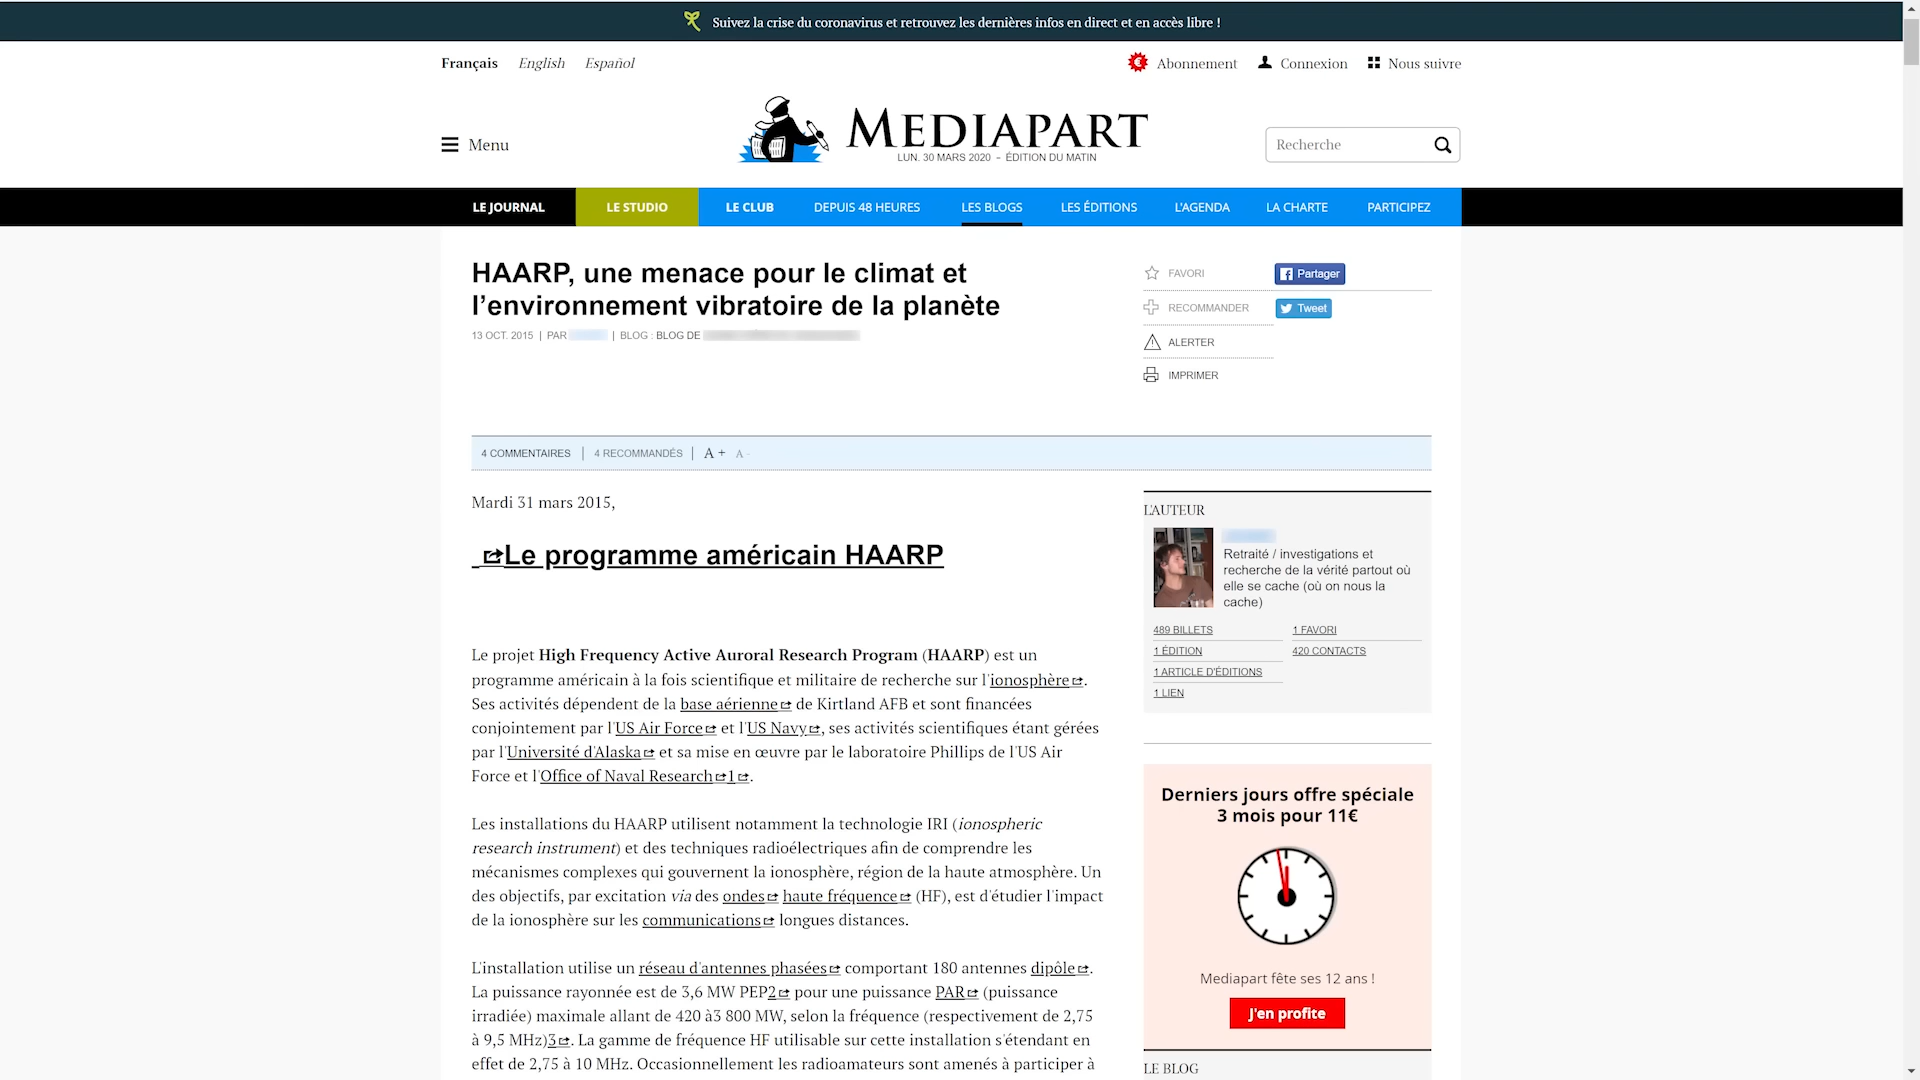 Suivez la crise du coronavirus et retrouvez les dernières infos en direct et en accès libre !
Français English Español
Abonnement Connexion Nous suivre
Menu
MEDIAPART
LUN. 30 MARS 2020 - ÉDITION DU MATIN
Recherche
LE JOURNAL LE STUDIO LE CLUB DEPUIS 48 HEURES LES BLOGS LES ÉDITIONS L'AGENDA LA CHARTE PARTICIPEZ
HAARP, une menace pour le climat et
l’environnement vibratoire de la planète
13 OCT. 2015 | PAR | BLOG : BLOG DE
FAVORI
Partager
RECOMMANDER
Tweet
ALERTER
IMPRIMER
4 COMMENTAIRES | 4 RECOMMANDÉS | A + A -
Mardi 31 mars 2015,
Le programme américain HAARP
Le projet High Frequency Active Auroral Research Program (HAARP) est un
programme américain à la fois scientifique et militaire de recherche sur l'ionosphère.
Ses activités dépendent de la base aérienne de Kirtland AFB et sont financées
conjointement par l'US Air Force et l'US Navy, ses activités scientifiques étant gérées
par l'Université d'Alaska et sa mise en œuvre par le laboratoire Phillips de l'US Air
Force et l'Office of Naval Research1.
Les installations du HAARP utilisent notamment la technologie IRI (ionospheric
research instrument) et des techniques radioélectriques afin de comprendre les
mécanismes complexes qui gouvernent la ionosphère, région de la haute atmosphère. Un
des objectifs, par excitation via des ondes haute fréquence (HF), est d'étudier l'impact
de la ionosphère sur les communications longues distances.
L'installation utilise un réseau d'antennes phasées comportant 180 antennes dipôle.
La puissance rayonnée est de 3,6 MW PEP2 pour une puissance PAR (puissance
irradiée) maximale allant de 420 à3 800 MW, selon la fréquence (respectivement de 2,75
à 9,5 MHz)3. La gamme de fréquence HF utilisable sur cette installation s'étendant en
effet de 2,75 à 10 MHz. Occasionnellement les radioamateurs sont amenés à participer à
L'AUTEUR
Retraité / investigations et
recherche de la vérité partout où
elle se cache (où on nous la
cache)
489 BILLETS 1 FAVORI
1 ÉDITION 420 CONTACTS
1 ARTICLE D'ÉDITIONS
1 LIEN
Derniers jours offre spéciale
3 mois pour 11€
Mediapart fête ses 12 ans !
J'en profite
LE BLOG